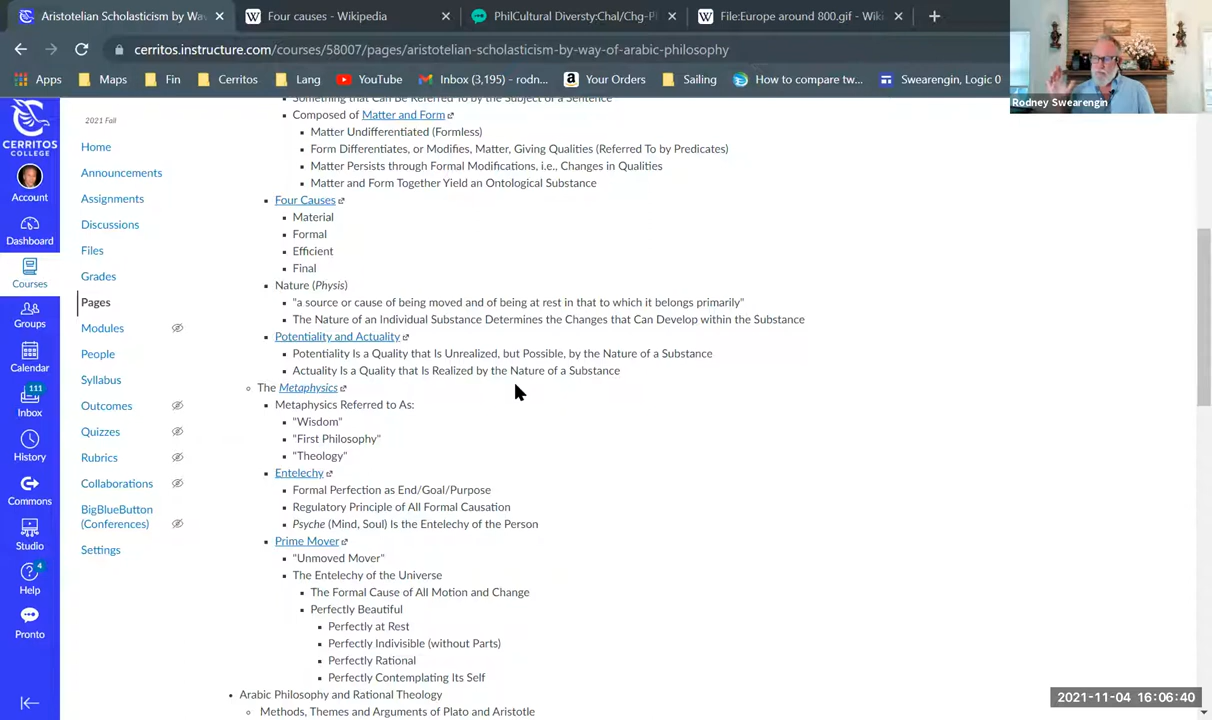 Aristotelian Scholasticism by Wa
Four causes - Wikipedia
PhilCultural Diversty:Chal/Chg-P
File:Europe around 800.gif - Wiki
cerritos.instructure.com/courses/58007/pages/aristotelian-scholasticism-by-way-of-arabic-philosophy
Apps
Maps
Fin
Cerritos
Lang
YouTube
Inbox (3,195) - rodn...
Your Orders
Sailing
How to compare tw...
Swearengin, Logic 0
Rodney Swearengin
CERRITOS
COLLEGE
Account
Dashboard
Courses
Groups
Calendar
111
Inbox
History
Commons
Studio
4
Help
Pronto
2021 Fall
Home
Announcements
Assignments
Discussions
Files
Grades
Pages
Modules
People
Syllabus
Outcomes
Quizzes
Rubrics
Collaborations
BigBlueButton
(Conferences)
Settings
Something that Can Be Referred To by the Subject of a Sentence
Composed of Matter and Form
Matter Undifferentiated (Formless)
Form Differentiates, or Modifies, Matter, Giving Qualities (Referred To by Predicates)
Matter Persists through Formal Modifications, i.e., Changes in Qualities
Matter and Form Together Yield an Ontological Substance
Four Causes
Material
Formal
Efficient
Final
Nature (Physis)
"a source or cause of being moved and of being at rest in that to which it belongs primarily"
The Nature of an Individual Substance Determines the Changes that Can Develop within the Substance
Potentiality and Actuality
Potentiality Is a Quality that Is Unrealized, but Possible, by the Nature of a Substance
Actuality Is a Quality that Is Realized by the Nature of a Substance
The Metaphysics
Metaphysics Referred to As:
"Wisdom"
"First Philosophy"
"Theology"
Entelechy
Formal Perfection as End/Goal/Purpose
Regulatory Principle of All Formal Causation
Psyche (Mind, Soul) Is the Entelechy of the Person
Prime Mover
"Unmoved Mover"
The Entelechy of the Universe
The Formal Cause of All Motion and Change
Perfectly Beautiful
Perfectly at Rest
Perfectly Indivisible (without Parts)
Perfectly Rational
Perfectly Contemplating Its Self
Arabic Philosophy and Rational Theology
Methods, Themes and Arguments of Plato and Aristotle
2021-11-04 16:06:40